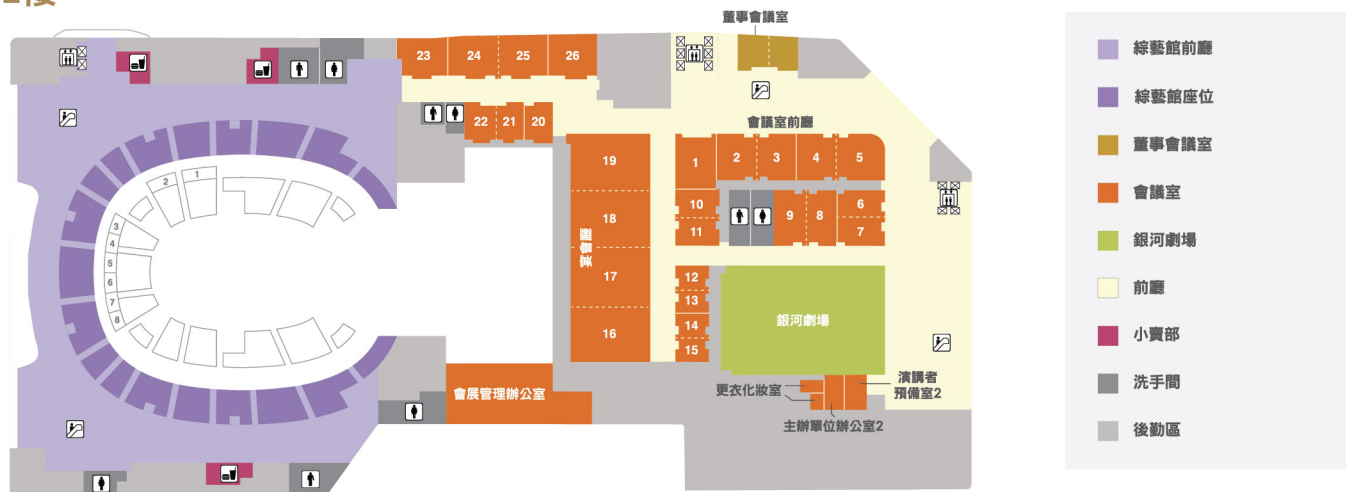 董事會議室
23 24 25 26
會議室前廳
22 21 20
19
1 2 3 4 5
2 1
10 9 8 6
18
11 7
宴會廳
3
4
5
6
7
8
17
12
13
16
14
15
銀河劇場
會展管理辦公室
更衣化妝室
演講者
預備室2
主辦單位辦公室2
綜藝館前廳
綜藝館座位
董事會議室
會議室
銀河劇場
前廳
小賣部
洗手間
後勤區